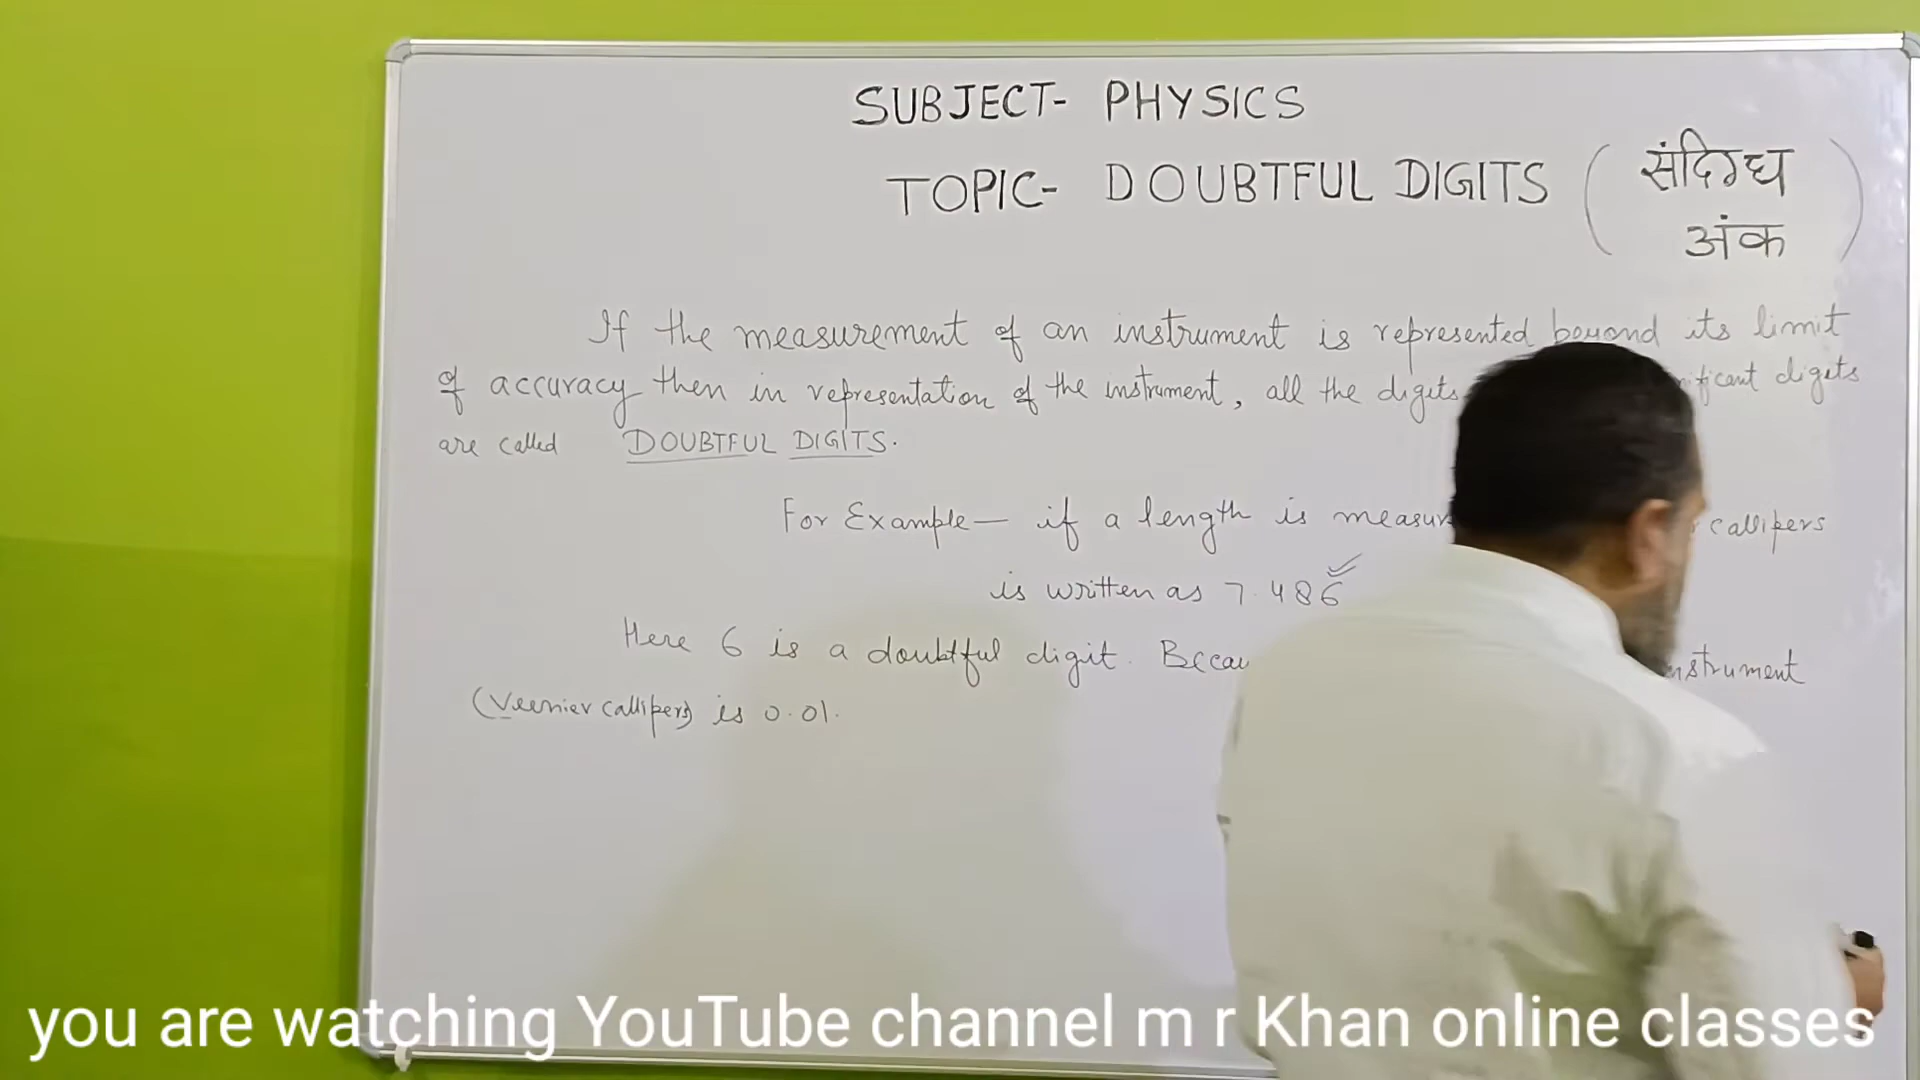 SUBJECT- PHYSICS
TOPIC- DOUBTFUL DIGITS (संदिग्ध अंक)
If the measurement of an instrument is represented beyond its limit
of accuracy then in representation of the instrument, all the digits digits
are called DOUBTFUL DIGITS.
For Example— if a length is callipers
is written as 7.486
Here 6 is a doubtful digit.
(Veernier callipers) is 0.01.
you are watching YouTube channel m r Khan online classes